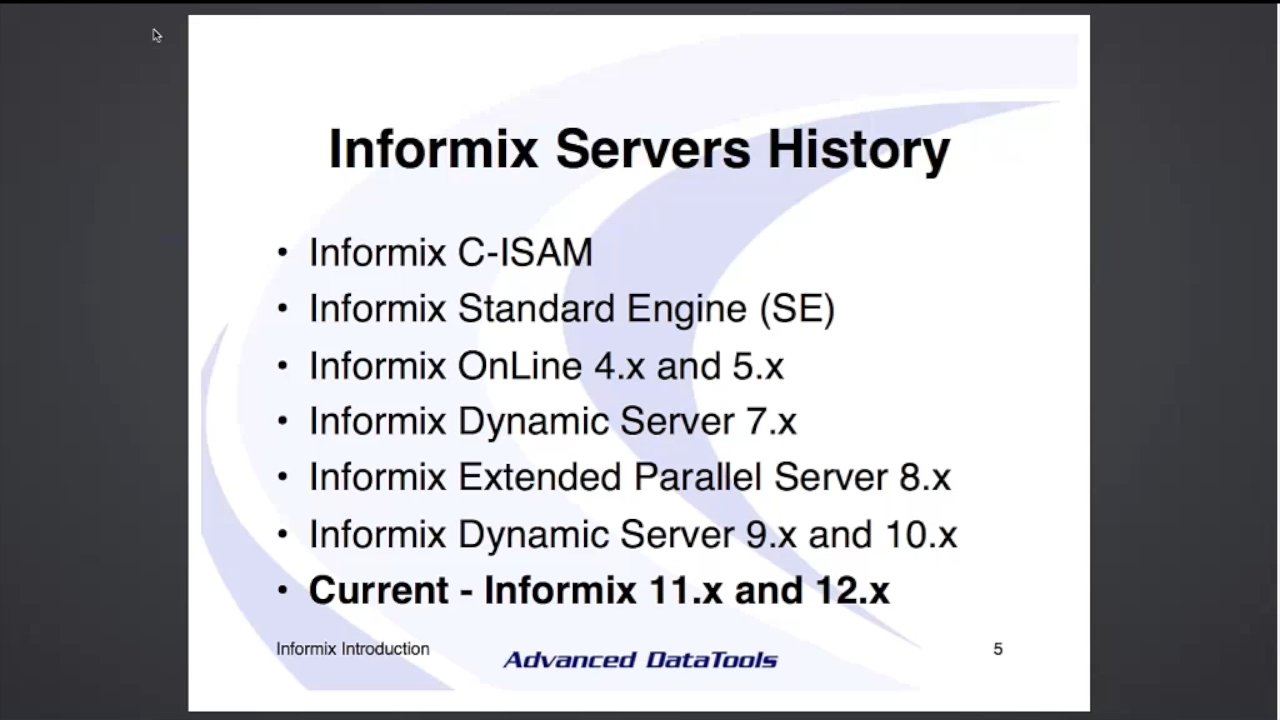 Informix Servers History
• Informix C-ISAM
• Informix Standard Engine (SE)
• Informix OnLine 4.x and 5.x
• Informix Dynamic Server 7.x
• Informix Extended Parallel Server 8.x
• Informix Dynamic Server 9.x and 10.x
• Current - Informix 11.x and 12.x
Informix Introduction
Advanced DataTools
5